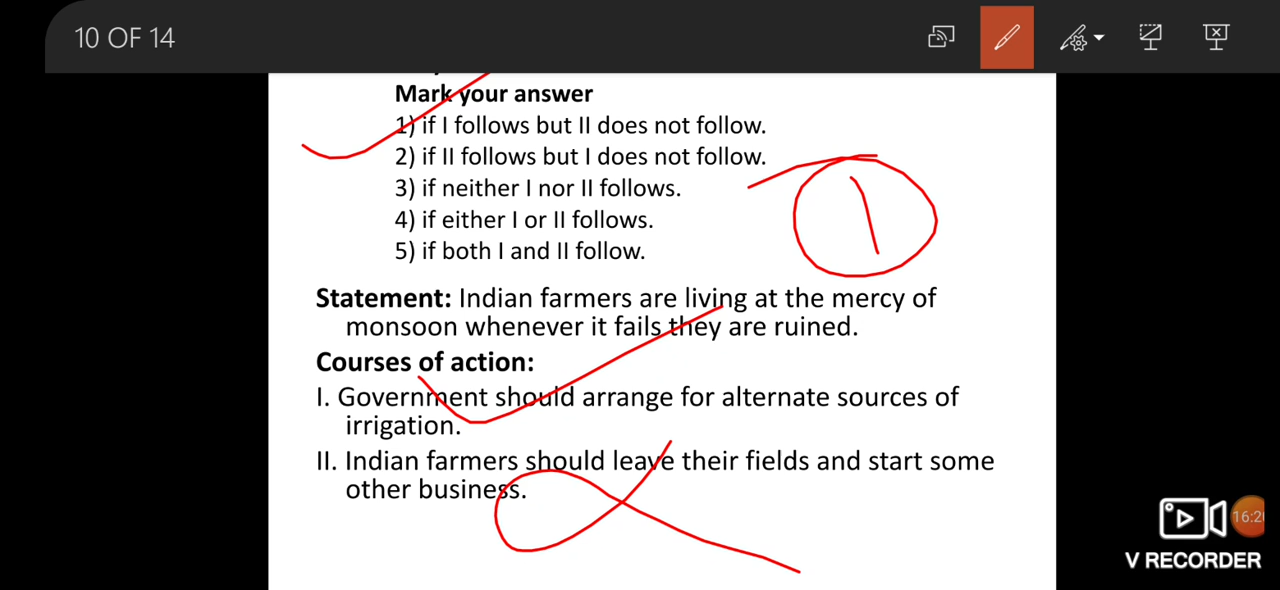 10 OF 14
Mark your answer
1) if I follows but II does not follow.
2) if II follows but I does not follow.
3) if neither I nor II follows.
4) if either I or II follows.
5) if both I and II follow.
1
Statement: Indian farmers are living at the mercy of
monsoon whenever it fails they are ruined.
Courses of action:
I. Government should arrange for alternate sources of
irrigation.
II. Indian farmers should leave their fields and start some
other business.
V RECORDER